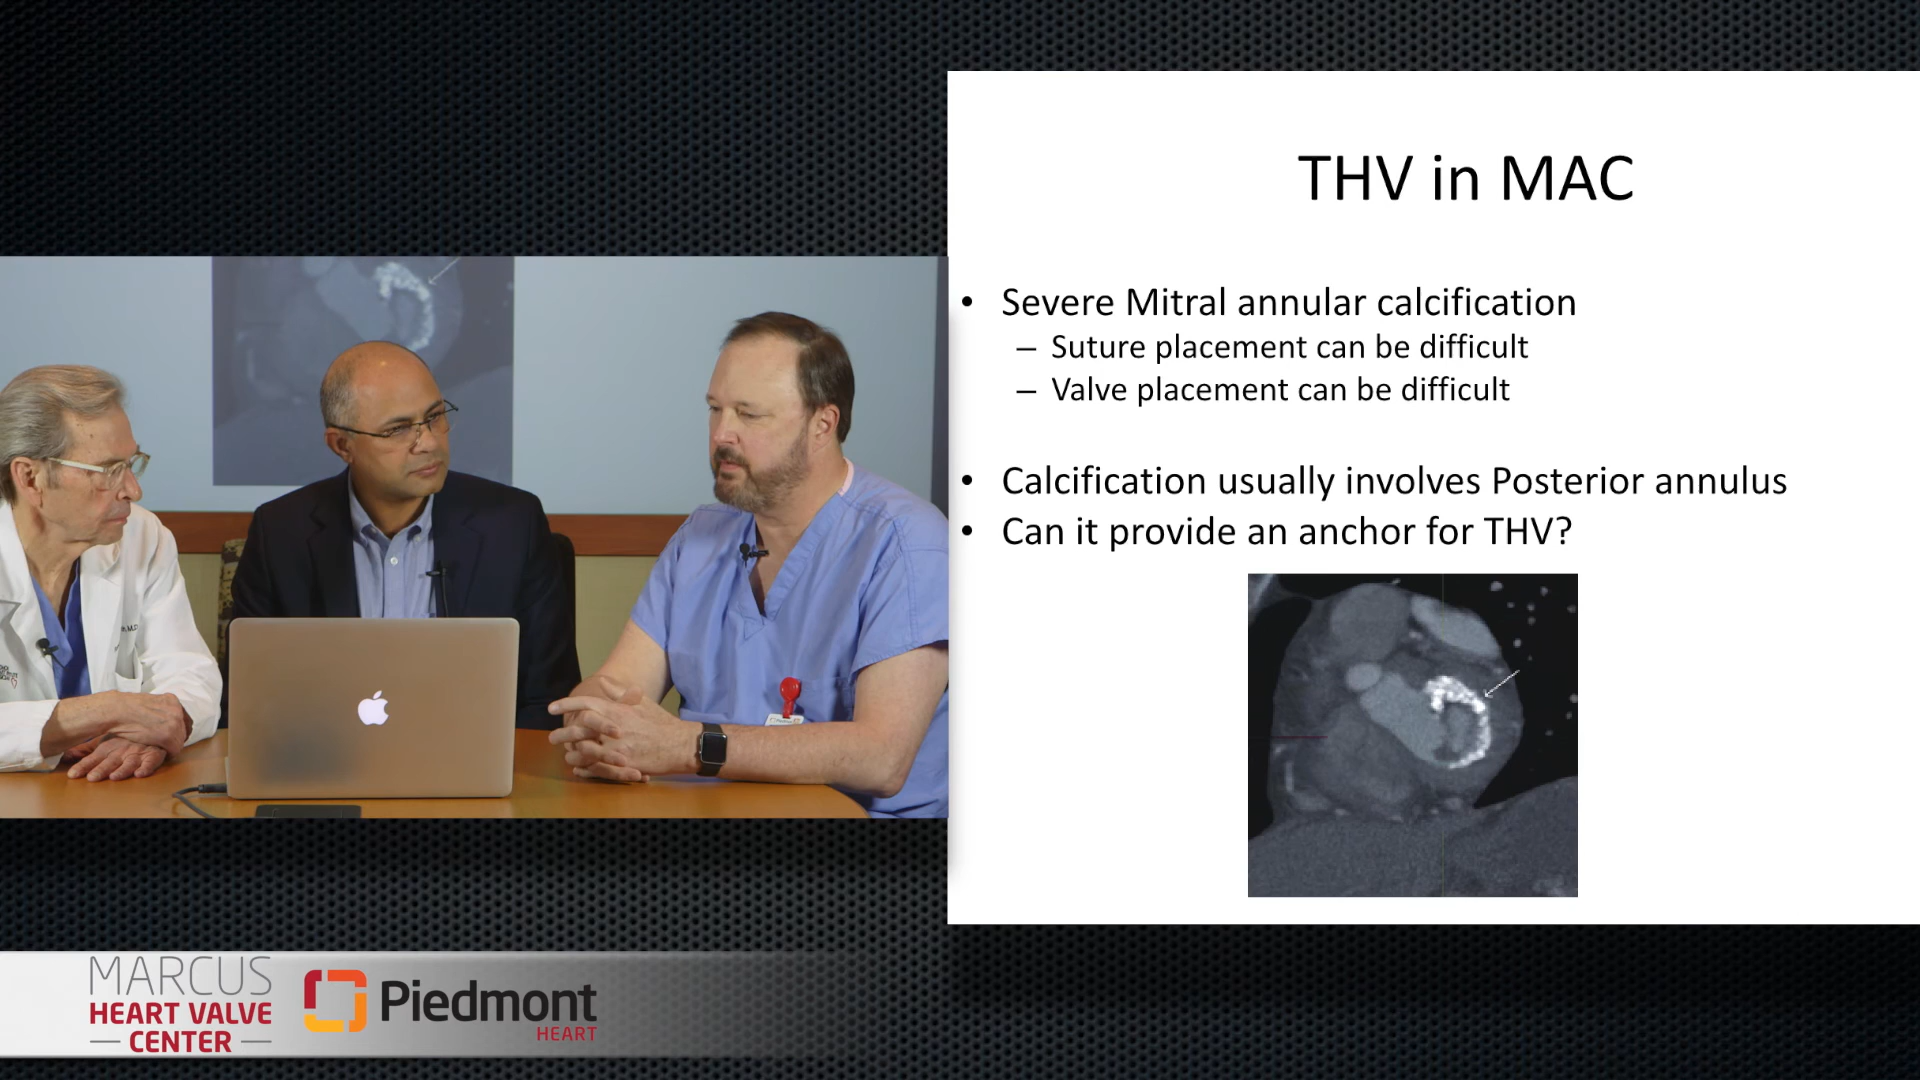 THV in MAC
• Severe Mitral annular calcification
– Suture placement can be difficult
– Valve placement can be difficult
• Calcification usually involves Posterior annulus
• Can it provide an anchor for THV?
MARCUS
HEART VALVE
CENTER
Piedmont
HEART